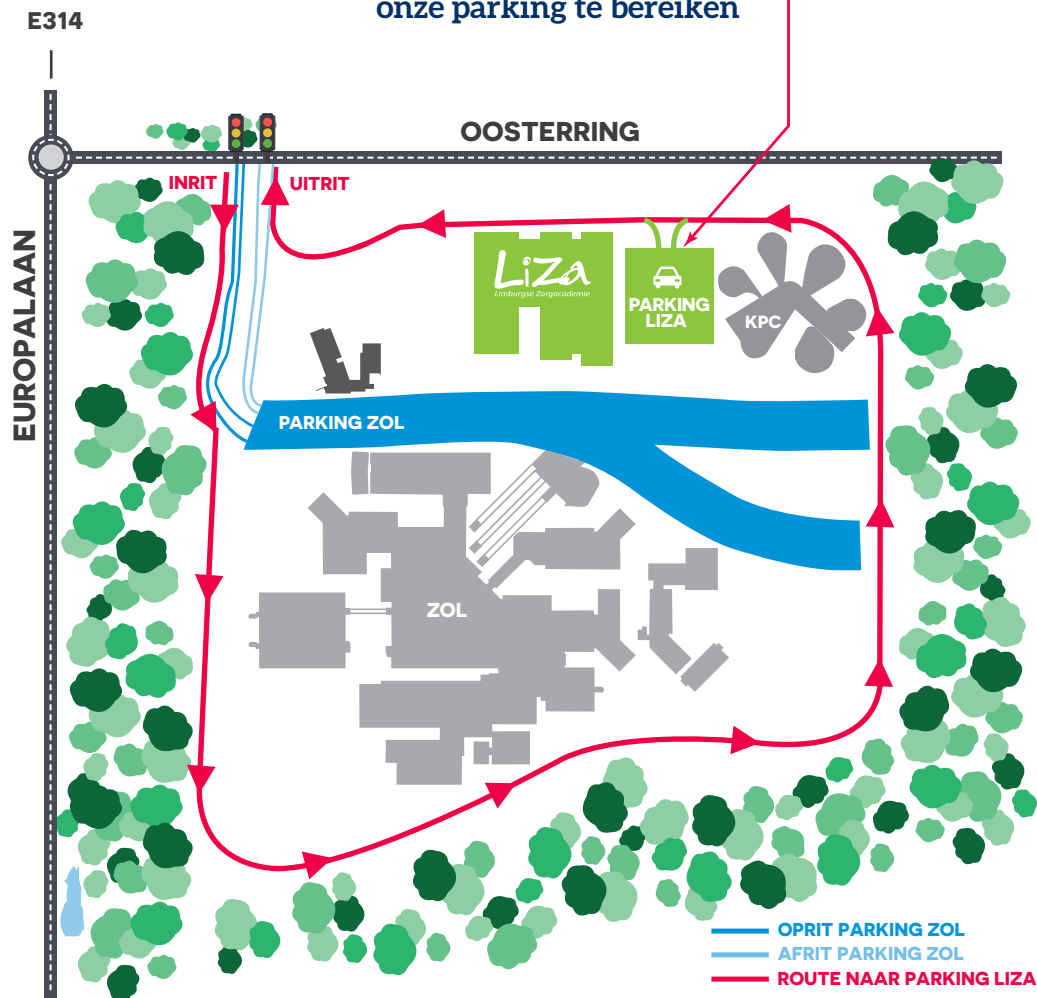 onze parking te bereiken
E314
OOSTERRING
INRIT
UITRIT
EUROPALAAN
LiZa
Limburgse Zorgacademie
PARKING
LIZA
KPC
PARKING ZOL
ZOL
OPRIT PARKING ZOL
AFRIT PARKING ZOL
ROUTE NAAR PARKING LIZA